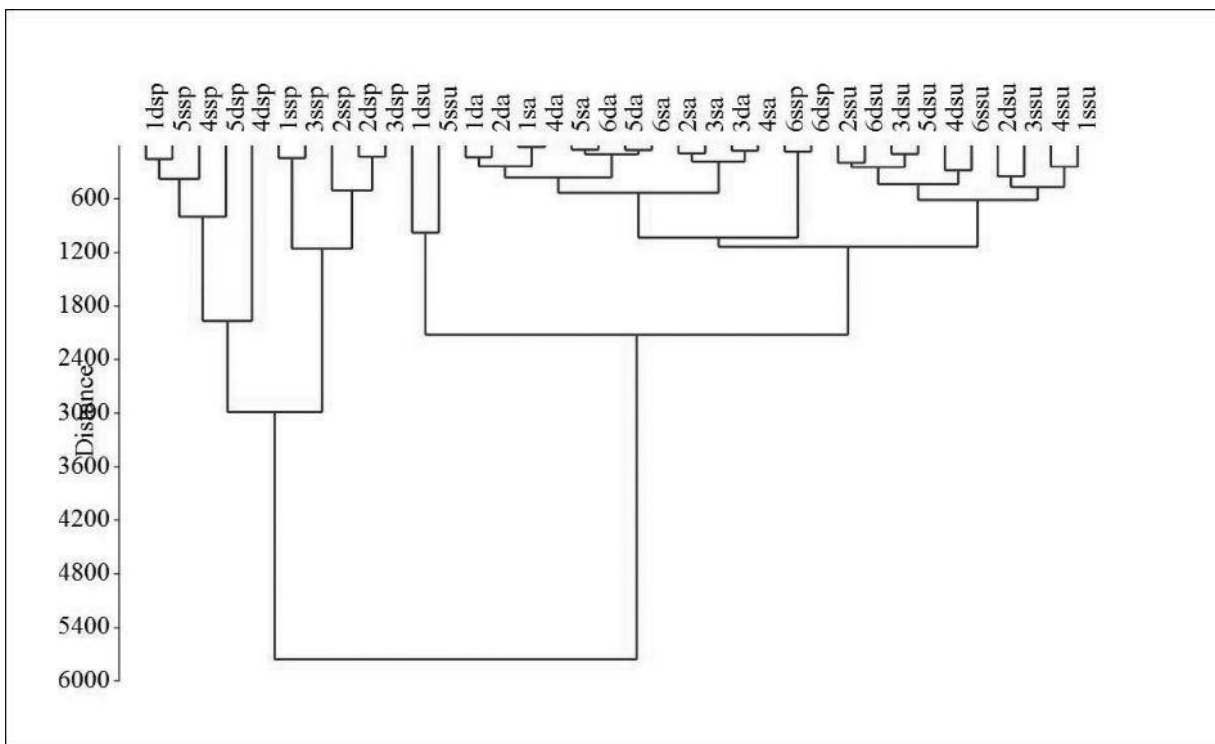 1dsp
5ssp
4ssp
5dsp
4dsp
1ssp
3ssp
2ssp
2dsp
3dsp
1dsu
5ssu
1da
2da
1sa
4da
5sa
6da
5da
6sa
2sa
3sa
3da
4sa
6ssp
6dsp
2ssu
6dsu
3dsu
5dsu
4dsu
6ssu
2dsu
3ssu
4ssu
1ssu
600
1200
1800
2400
3000
3600
4200
4800
5400
6000
Distance